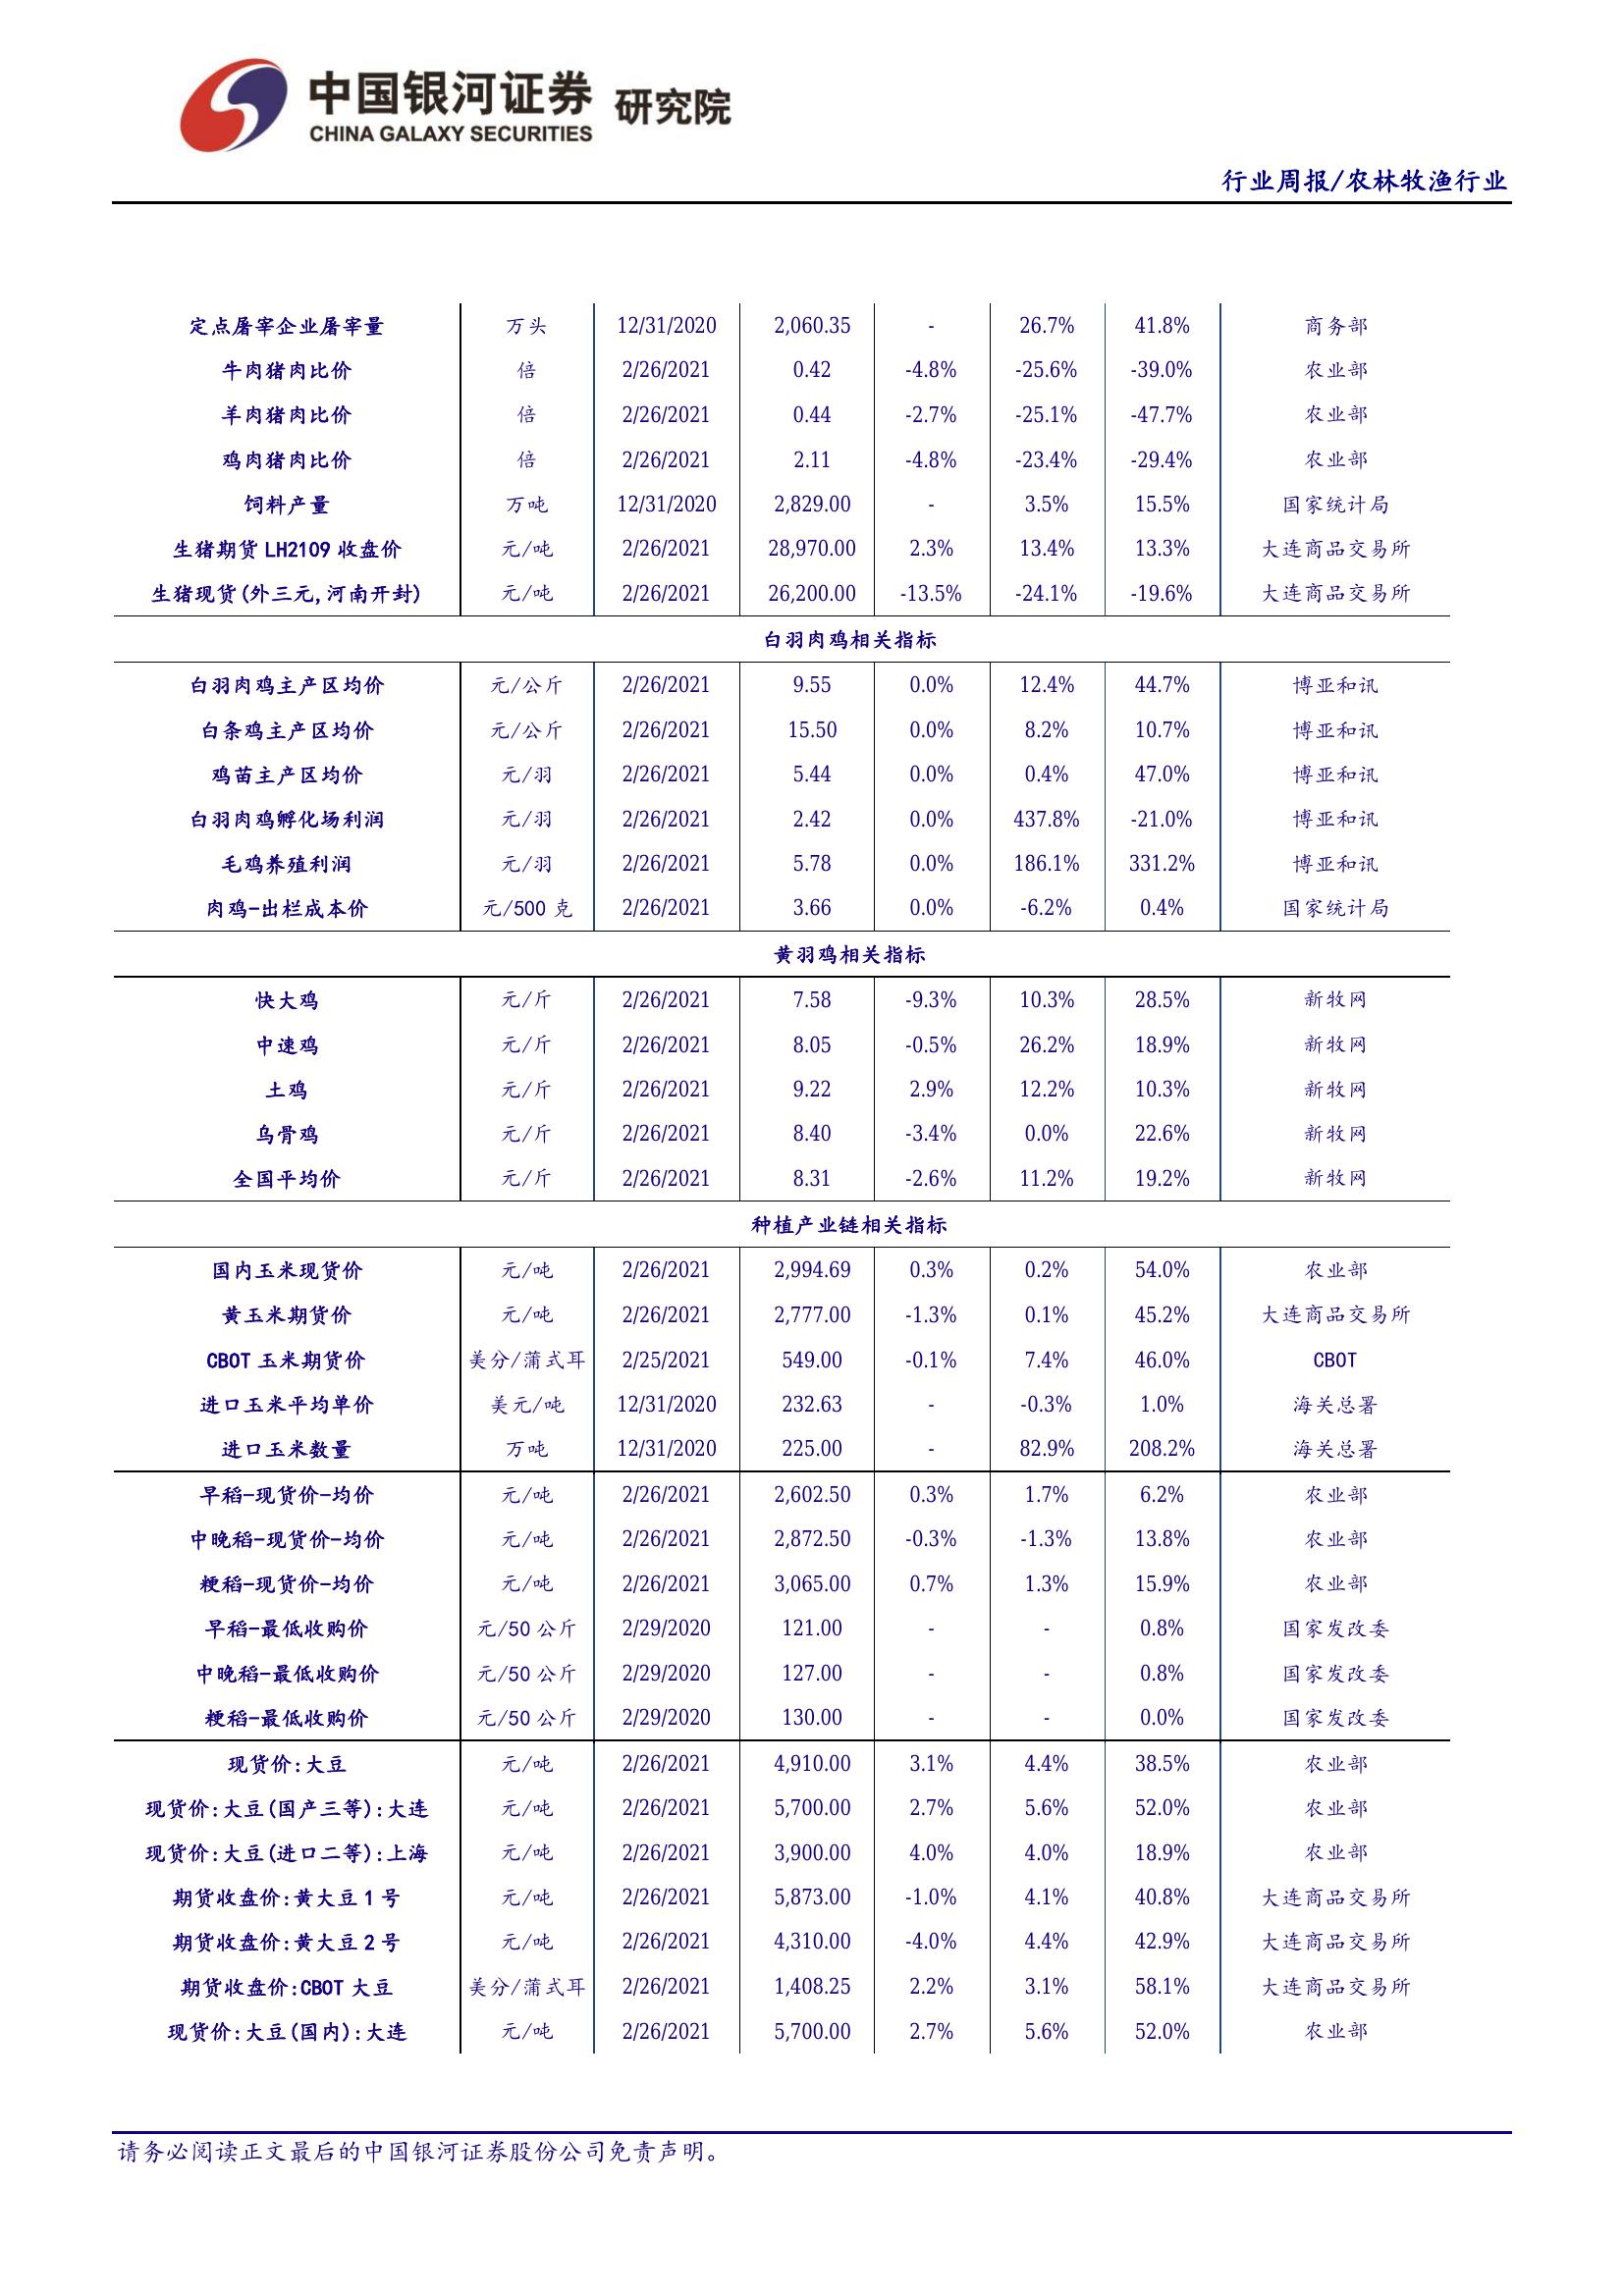 中国银河证券 研究院
CHINA GALAXY SECURITIES
行业周报/农林牧渔行业
定点屠宰企业屠宰量 万头 12/31/2020 2,060.35 - 26.7% 41.8% 商务部
牛肉猪肉比价 倍 2/26/2021 0.42 -4.8% -25.6% -39.0% 农业部
羊肉猪肉比价 倍 2/26/2021 0.44 -2.7% -25.1% -47.7% 农业部
鸡肉猪肉比价 倍 2/26/2021 2.11 -4.8% -23.4% -29.4% 农业部
饲料产量 万吨 12/31/2020 2,829.00 - 3.5% 15.5% 国家统计局
生猪期货 LH2109 收盘价 元/吨 2/26/2021 28,970.00 2.3% 13.4% 13.3% 大连商品交易所
生猪现货(外三元,河南开封) 元/吨 2/26/2021 26,200.00 -13.5% -24.1% -19.6% 大连商品交易所
白羽肉鸡相关指标
白羽肉鸡主产区均价 元/公斤 2/26/2021 9.55 0.0% 12.4% 44.7% 博亚和讯
白条鸡主产区均价 元/公斤 2/26/2021 15.50 0.0% 8.2% 10.7% 博亚和讯
鸡苗主产区均价 元/羽 2/26/2021 5.44 0.0% 0.4% 47.0% 博亚和讯
白羽肉鸡孵化场利润 元/羽 2/26/2021 2.42 0.0% 437.8% -21.0% 博亚和讯
毛鸡养殖利润 元/羽 2/26/2021 5.78 0.0% 186.1% 331.2% 博亚和讯
肉鸡-出栏成本价 元/500 克 2/26/2021 3.66 0.0% -6.2% 0.4% 国家统计局
黄羽鸡相关指标
快大鸡 元/斤 2/26/2021 7.58 -9.3% 10.3% 28.5% 新牧网
中速鸡 元/斤 2/26/2021 8.05 -0.5% 26.2% 18.9% 新牧网
土鸡 元/斤 2/26/2021 9.22 2.9% 12.2% 10.3% 新牧网
乌骨鸡 元/斤 2/26/2021 8.40 -3.4% 0.0% 22.6% 新牧网
全国平均价 元/斤 2/26/2021 8.31 -2.6% 11.2% 19.2% 新牧网
种植产业链相关指标
国内玉米现货价 元/吨 2/26/2021 2,994.69 0.3% 0.2% 54.0% 农业部
黄玉米期货价 元/吨 2/26/2021 2,777.00 -1.3% 0.1% 45.2% 大连商品交易所
CBOT 玉米期货价 美分/蒲式耳 2/25/2021 549.00 -0.1% 7.4% 46.0% CBOT
进口玉米平均单价 美元/吨 12/31/2020 232.63 - -0.3% 1.0% 海关总署
进口玉米数量 万吨 12/31/2020 225.00 - 82.9% 208.2% 海关总署
早稻-现货价-均价 元/吨 2/26/2021 2,602.50 0.3% 1.7% 6.2% 农业部
中晚稻-现货价-均价 元/吨 2/26/2021 2,872.50 -0.3% -1.3% 13.8% 农业部
粳稻-现货价-均价 元/吨 2/26/2021 3,065.00 0.7% 1.3% 15.9% 农业部
早稻-最低收购价 元/50 公斤 2/29/2020 121.00 - - 0.8% 国家发改委
中晚稻-最低收购价 元/50 公斤 2/29/2020 127.00 - - 0.8% 国家发改委
粳稻-最低收购价 元/50 公斤 2/29/2020 130.00 - - 0.0% 国家发改委
现货价:大豆 元/吨 2/26/2021 4,910.00 3.1% 4.4% 38.5% 农业部
现货价:大豆(国产三等):大连 元/吨 2/26/2021 5,700.00 2.7% 5.6% 52.0% 农业部
现货价:大豆(进口二等):上海 元/吨 2/26/2021 3,900.00 4.0% 4.0% 18.9% 农业部
期货收盘价:黄大豆 1 号 元/吨 2/26/2021 5,873.00 -1.0% 4.1% 40.8% 大连商品交易所
期货收盘价:黄大豆 2 号 元/吨 2/26/2021 4,310.00 -4.0% 4.4% 42.9% 大连商品交易所
期货收盘价:CBOT 大豆 美分/蒲式耳 2/26/2021 1,408.25 2.2% 3.1% 58.1% 大连商品交易所
现货价:大豆(国内):大连 元/吨 2/26/2021 5,700.00 2.7% 5.6% 52.0% 农业部
请务必阅读正文最后的中国银河证券股份公司免责声明。